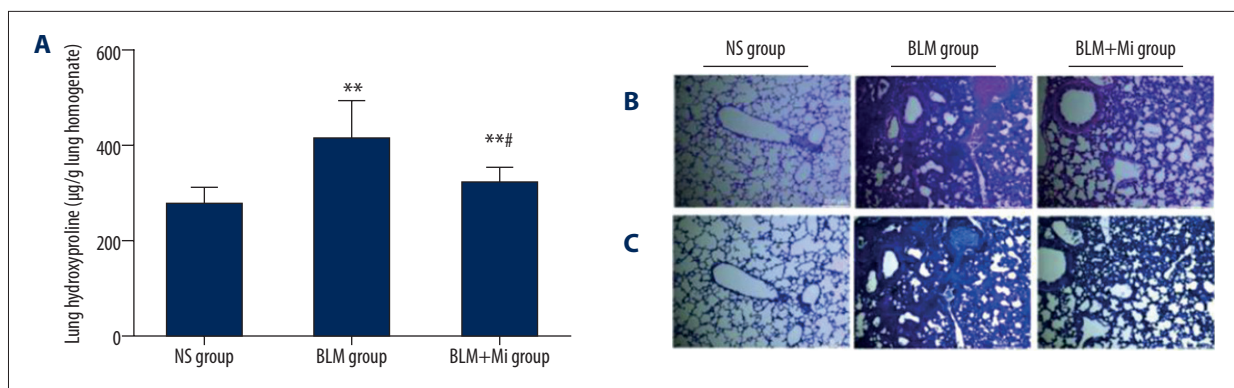 A
Lung hydroxyproline (µg/g lung homogenate)
600
400
200
0
**
**#
NS group
BLM group
BLM+Mi group
NS group
BLM group
BLM+Mi group
B
C